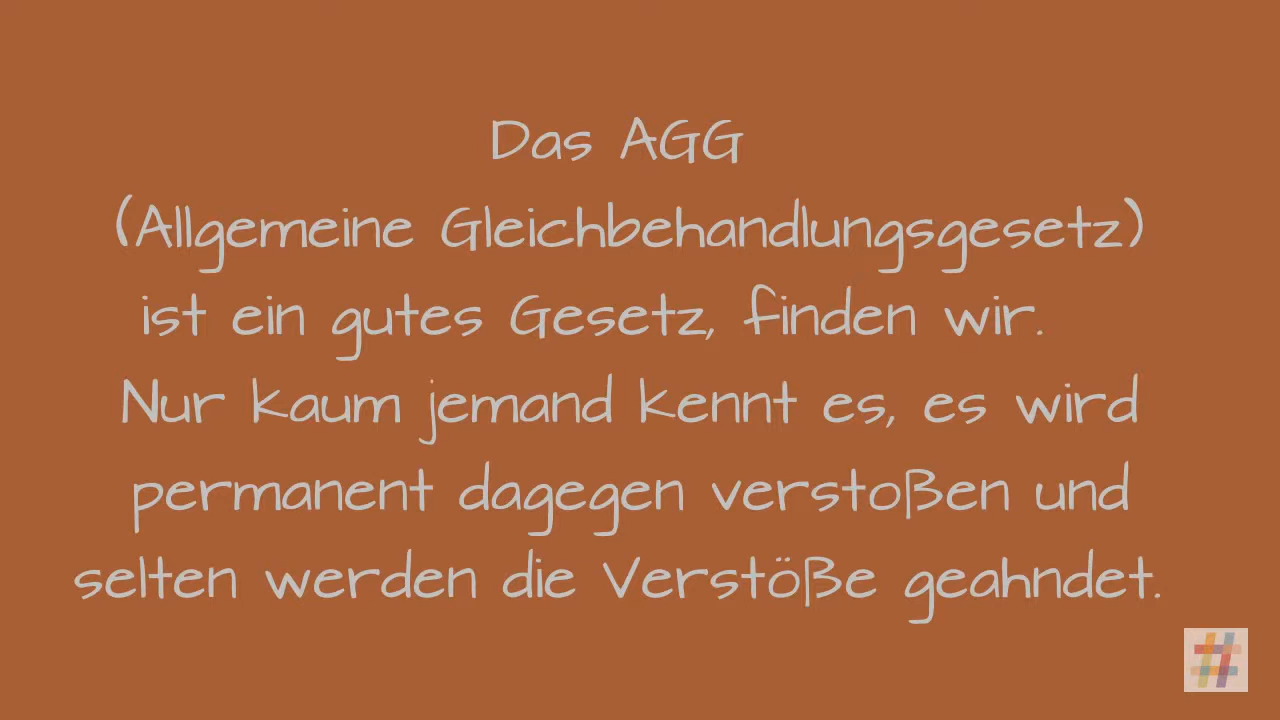 Das AGG
(Allgemeine Gleichbehandlungsgesetz)
ist ein gutes Gesetz, finden wir.
Nur kaum jemand kennt es, es wird
permanent dagegen verstoßen und
selten werden die Verstöße geahndet.